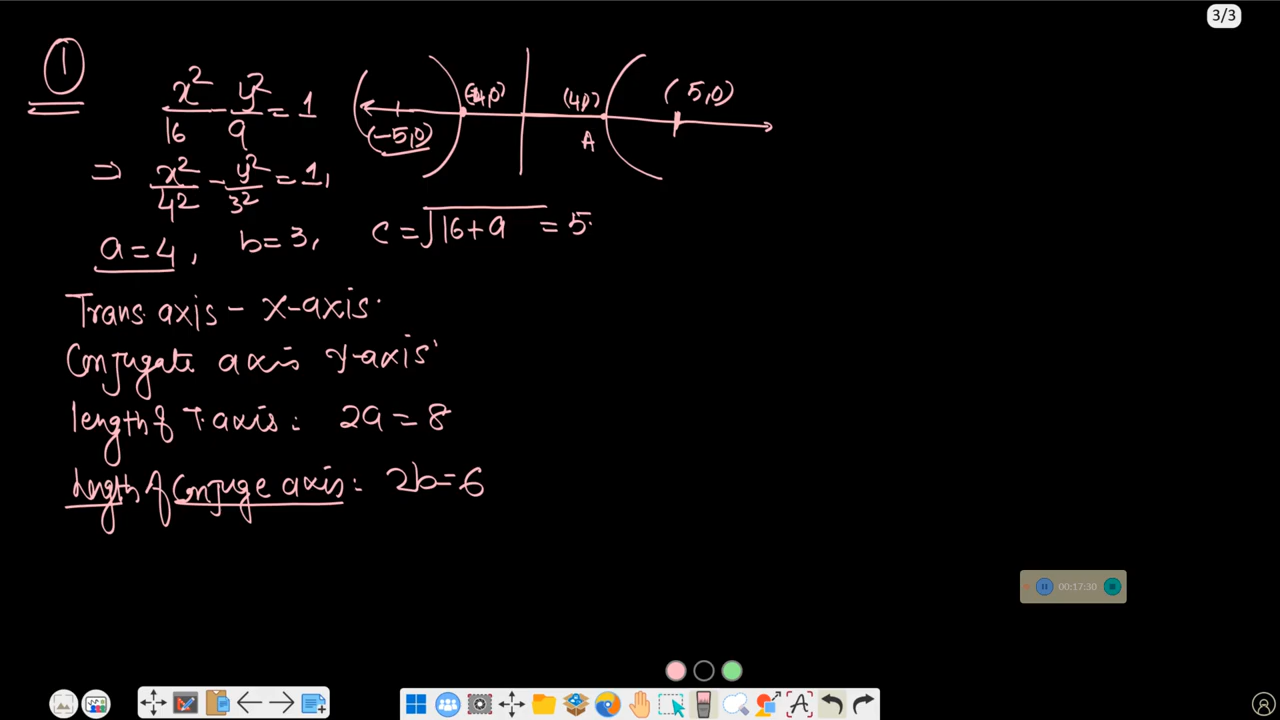 3/3
1
x²/16 - y²/9 = 1
(-4,0) (4,0) (5,0)
(-5,0) A
⇒ x²/4² - y²/3² = 1,
a = 4, b = 3, c = √16+9 = 5.
Trans. axis - X-axis.
Conjugate axis Y-axis
length of T. axis : 2a = 8
length of Conjuge axis : 2b = 6
00:17:30